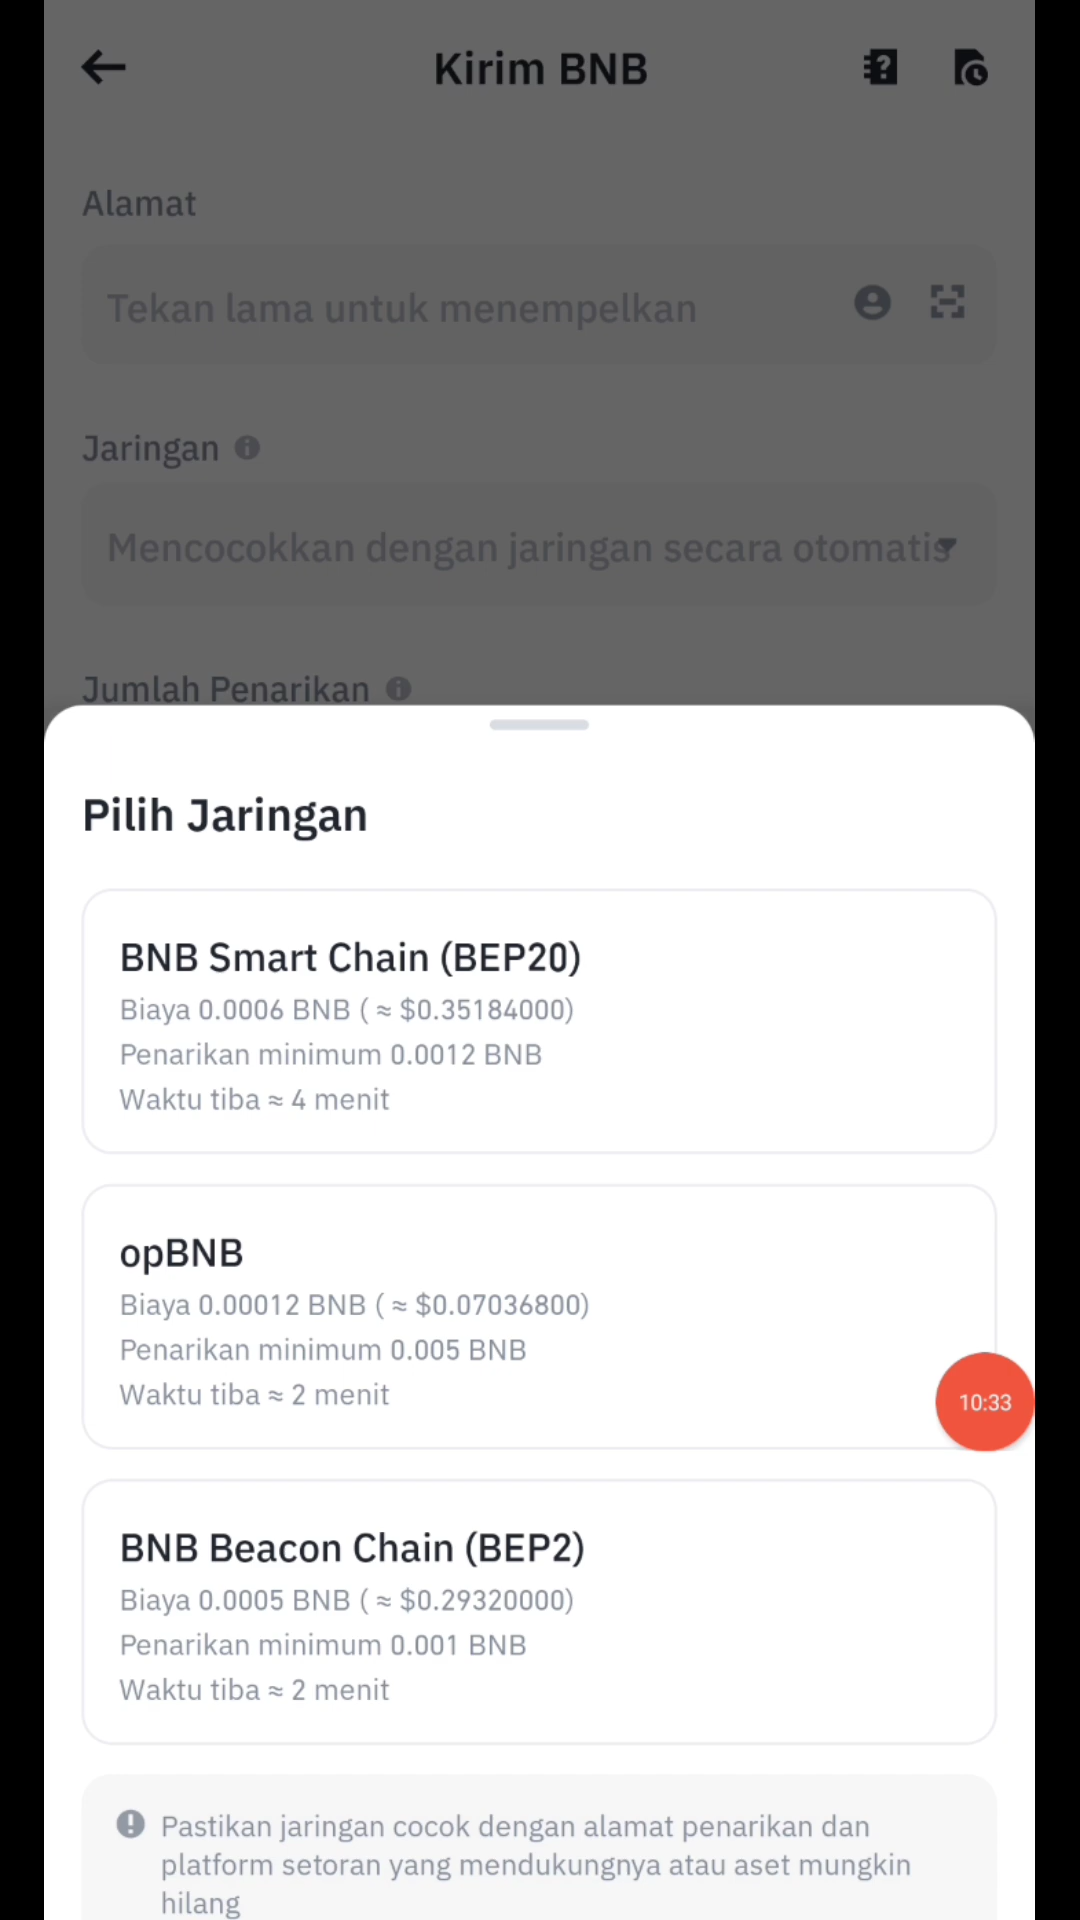 Kirim BNB
Alamat
Tekan lama untuk menempelkan
Jaringan
Mencocokkan dengan jaringan secara otomatis
Jumlah Penarikan
Pilih Jaringan
BNB Smart Chain (BEP20)
Biaya 0.0006 BNB ( ≈ $0.35184000)
Penarikan minimum 0.0012 BNB
Waktu tiba ≈ 4 menit
opBNB
Biaya 0.00012 BNB ( ≈ $0.07036800)
Penarikan minimum 0.005 BNB
Waktu tiba ≈ 2 menit
10:33
BNB Beacon Chain (BEP2)
Biaya 0.0005 BNB ( ≈ $0.29320000)
Penarikan minimum 0.001 BNB
Waktu tiba ≈ 2 menit
Pastikan jaringan cocok dengan alamat penarikan dan
platform setoran yang mendukungnya atau aset mungkin
hilang